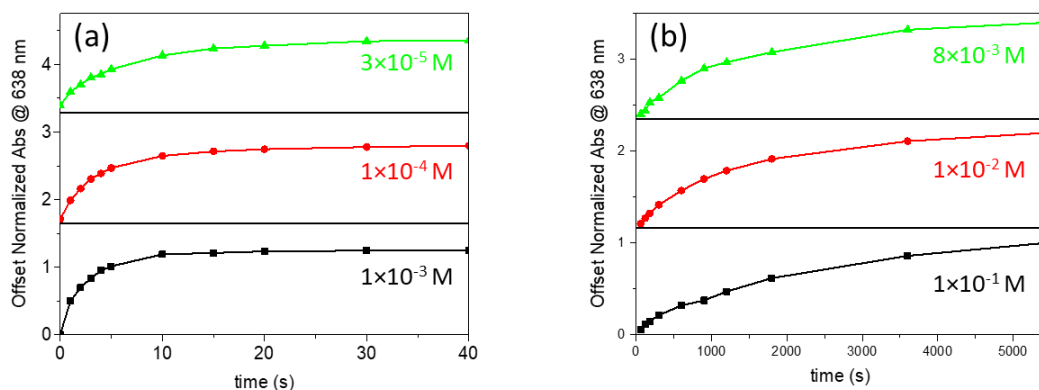 (a)
3×10⁻⁵ M
1×10⁻⁴ M
1×10⁻³ M
Offset Normalized Abs @ 638 nm
4
3
2
1
0
0 10 20 30 40
time (s)
(b)
8×10⁻³ M
1×10⁻² M
1×10⁻¹ M
Offset Normalized Abs @ 638 nm
3
2
1
0
0 1000 2000 3000 4000 5000
time (s)